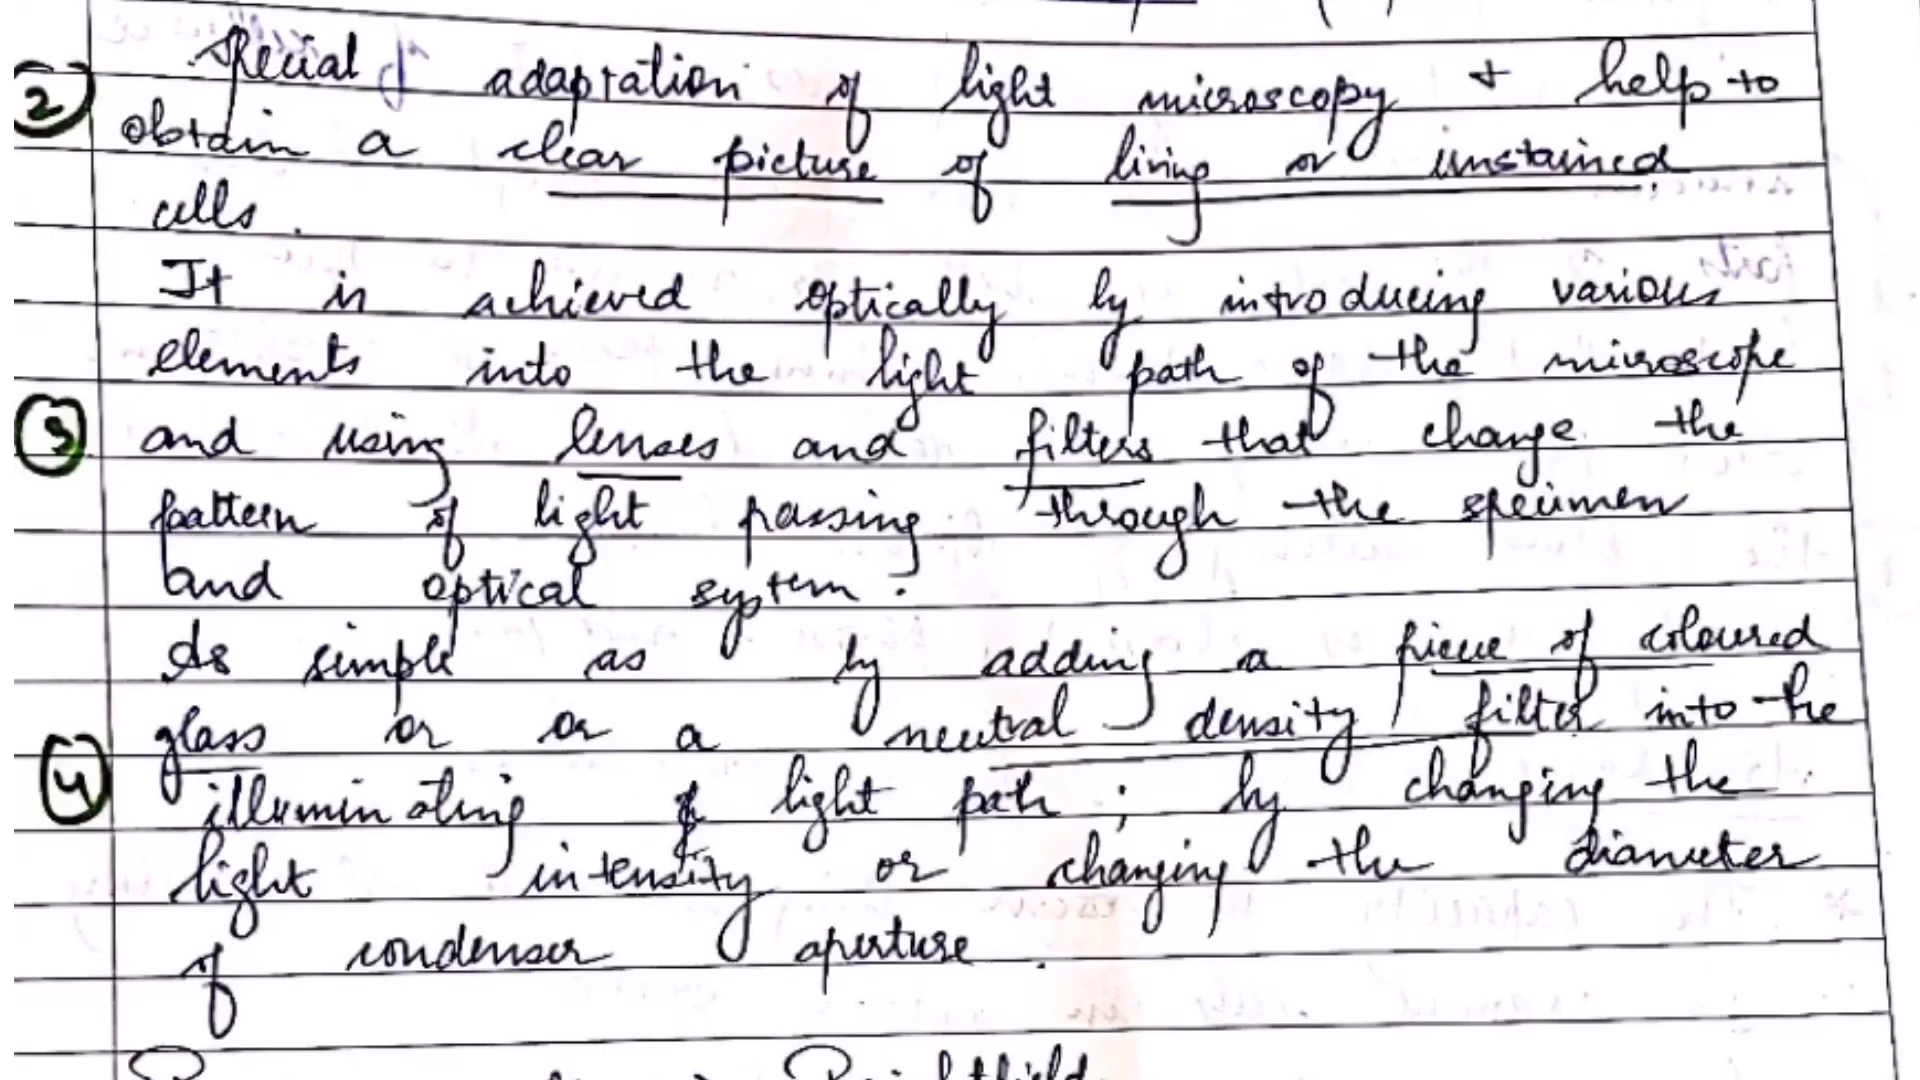 ② Special adaptation of light microscopy + help to
obtain a clear picture of living or unstained
cells.
It is achieved optically by introducing various
elements into the light path of the microscope
③ and using lenses and filters that change the
pattern of light passing through the specimen
and optical system.
As simple as by adding a piece of coloured
glass or or a neutral density filter into the
④ illuminating light path ; by changing the
light intensity or changing the diameter
of condenser aperture.
Brightfield